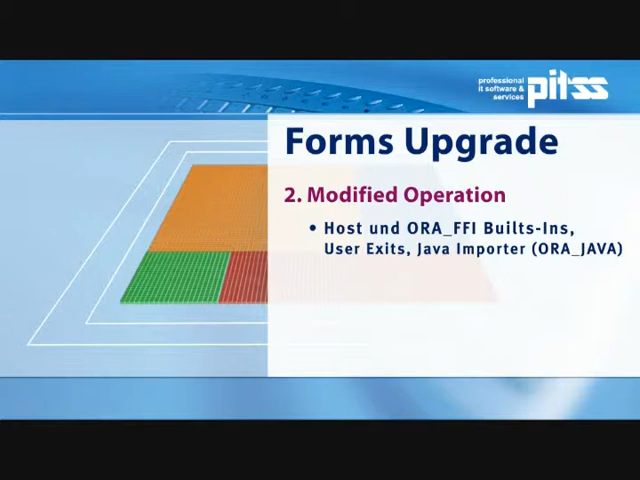 professional
it software &
services
pitss
Forms Upgrade
2. Modified Operation
• Host und ORA_FFI Builts-Ins,
User Exits, Java Importer (ORA_JAVA)